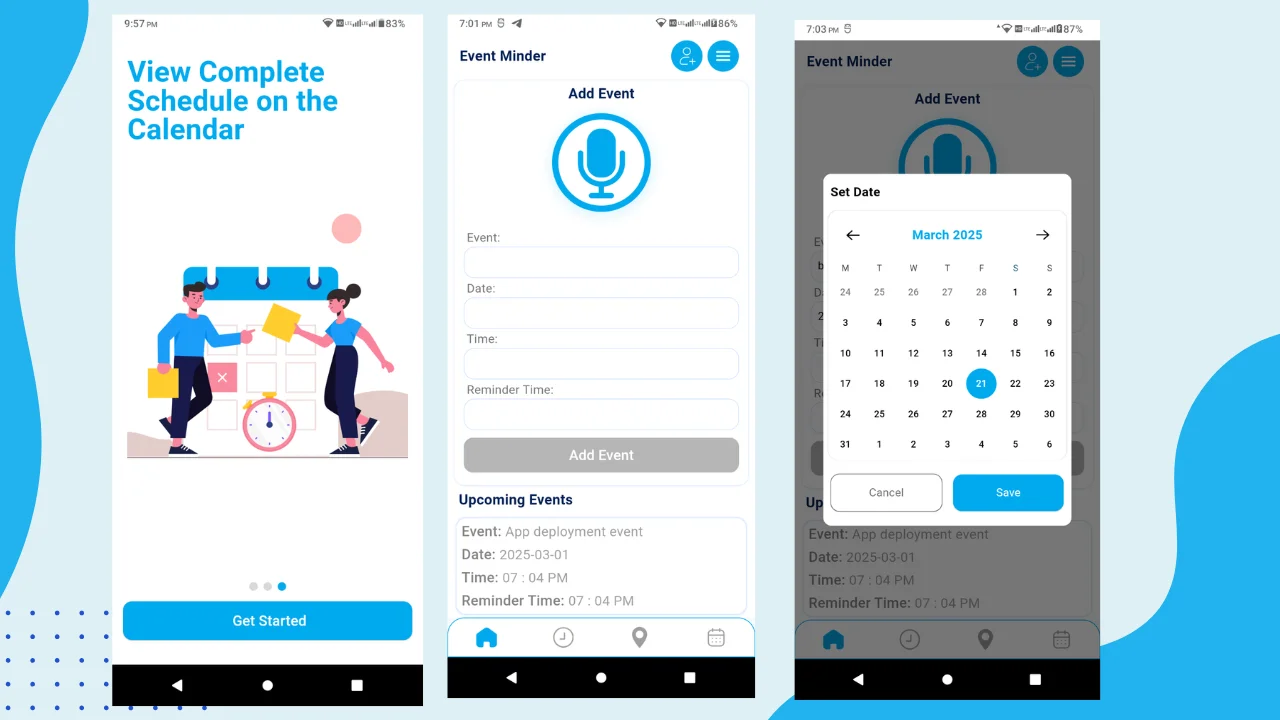 9:57 PM
83%
View Complete
Schedule on the
Calendar
Get Started
7:01 PM
86%
Event Minder
Add Event
Event:
Date:
Time:
Reminder Time:
Add Event
Upcoming Events
Event: App deployment event
Date: 2025-03-01
Time: 07 : 04 PM
Reminder Time: 07 : 04 PM
7:03 PM
87%
Event Minder
Add Event
Set Date
March 2025
M T W T F S S
24 25 26 27 28 1 2
3 4 5 6 7 8 9
10 11 12 13 14 15 16
17 18 19 20 21 22 23
24 25 26 27 28 29 30
31 1 2 3 4 5 6
Cancel Save
Event: App deployment event
Date: 2025-03-01
Time: 07 : 04 PM
Reminder Time: 07 : 04 PM